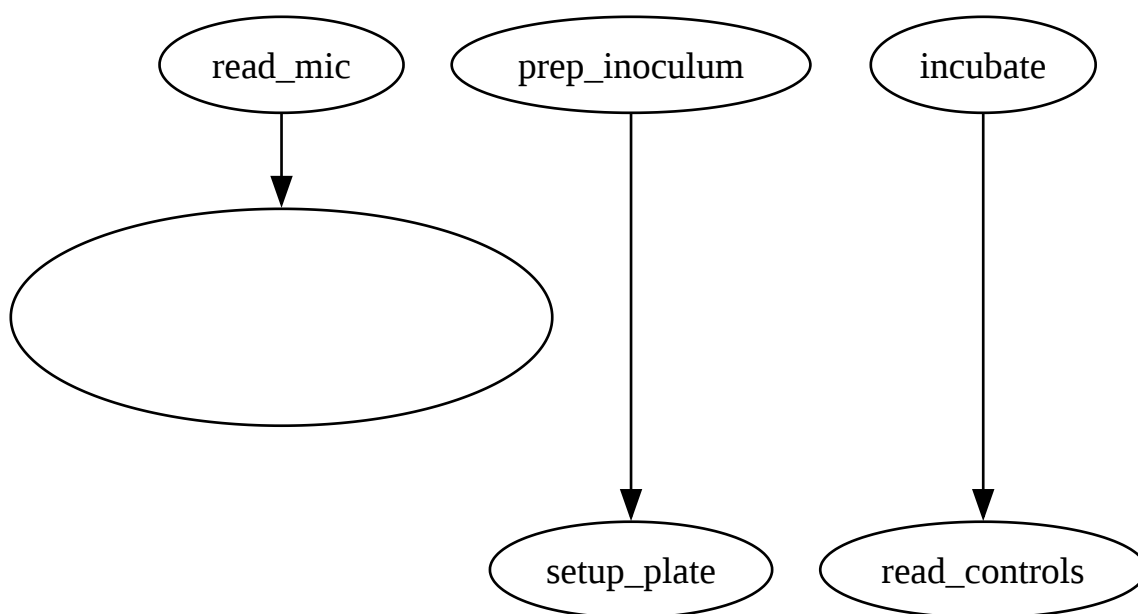 read_mic
prep_inoculum
incubate
setup_plate
read_controls